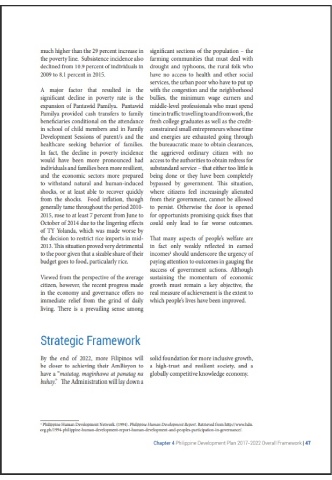 much higher than the 29 percent increase in
the poverty line. Subsistence incidence also
declined from 10.9 percent of individuals in
2009 to 8.1 percent in 2015.
A major factor that resulted in the
significant decline in poverty rate is the
expansion of Pantawid Pamilya. Pantawid
Pamilya provided cash transfers to family
beneficiaries conditional on the attendance
in school of child members and in Family
Development Sessions of parent/s and the
healthcare seeking behavior of families.
In fact, the decline in poverty incidence
would have been more pronounced had
individuals and families been more resilient,
and the economic sectors more prepared
to withstand natural and human-induced
shocks, or at least able to recover quickly
from the shocks. Food inflation, though
generally tame throughout the period 2010-
2015, rose to at least 7 percent from June to
October of 2014 due to the lingering effects
of TY Yolanda, which was made worse by
the decision to restrict rice imports in mid-
2013. This situation proved very detrimental
to the poor given that a sizable share of their
budget goes to food, particularly rice.
Viewed from the perspective of the average
citizen, however, the recent progress made
in the economy and governance offers no
immediate relief from the grind of daily
living. There is a prevailing sense among
significant sections of the population – the
farming communities that must deal with
drought and typhoons, the rural folk who
have no access to health and other social
services, the urban poor who have to put up
with the congestion and the neighborhood
bullies, the minimum wage earners and
middle-level professionals who must spend
time in traffic travelling to and from work, the
fresh college graduates as well as the credit-
constrained small entrepreneurs whose time
and energies are exhausted going through
the bureaucratic maze to obtain clearances,
the aggrieved ordinary citizen with no
access to the authorities to obtain redress for
substandard service – that either too little is
being done or they have been completely
bypassed by government. This situation,
where citizens feel increasingly alienated
from their government, cannot be allowed
to persist. Otherwise the door is opened
for opportunists promising quick fixes that
could only lead to far worse outcomes.
That many aspects of people's welfare are
in fact only weakly reflected in earned
income³ should underscore the urgency of
paying attention to outcomes in gauging the
success of government actions. Although
sustaining the momentum of economic
growth must remain a key objective, the
real measure of achievement is the extent to
which people's lives have been improved.
Strategic Framework
By the end of 2022, more Filipinos will
be closer to achieving their AmBisyon to
have a "matatag, maginhawa at panatag na
buhay." The Administration will lay down a
solid foundation for more inclusive growth,
a high-trust and resilient society, and a
globally competitive knowledge economy.
Philippine Human Development Network. (1994). Philippine Human Development Report. Retrieved from http://www.hdn.
org.ph/1994-philippine-human-development-report-human-development-and-peoples-participation-in-governance/
Chapter 4 Philippine Development Plan 2017-2022 Overall Framework | 47